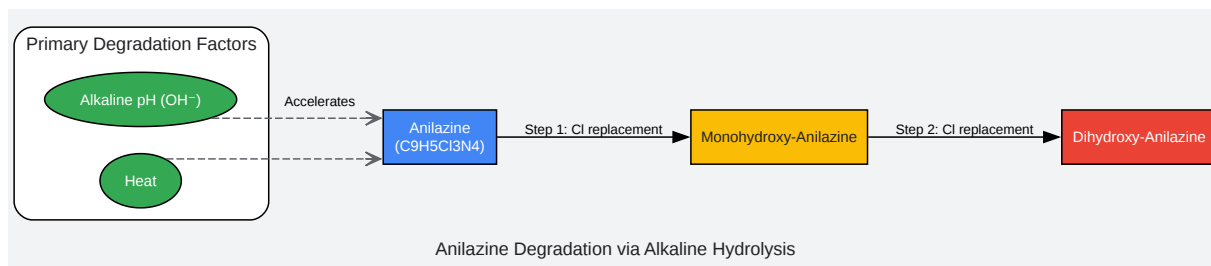 Primary Degradation Factors
Alkaline pH (OH⁻)
Heat
Accelerates
Anilazine
(C9H5Cl3N4)
Step 1: Cl replacement
Monohydroxy-Anilazine
Step 2: Cl replacement
Dihydroxy-Anilazine
Anilazine Degradation via Alkaline Hydrolysis